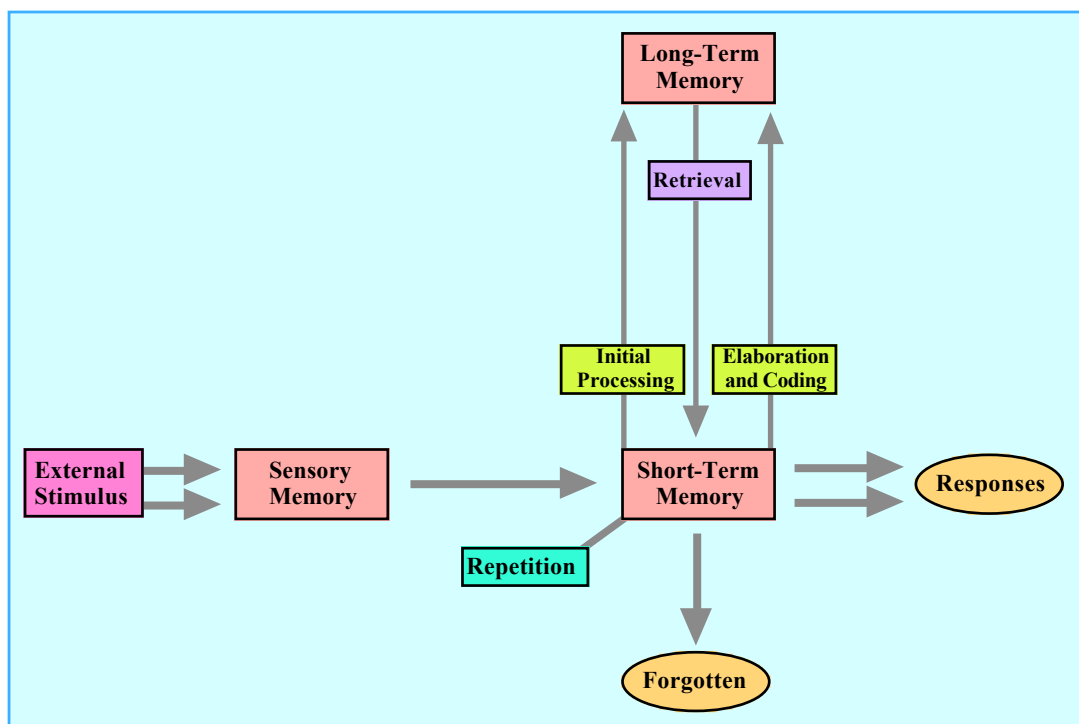 Long-Term
Memory
Retrieval
Initial
Processing
Elaboration
and Coding
External
Stimulus
Sensory
Memory
Short-Term
Memory
Responses
Repetition
Forgotten